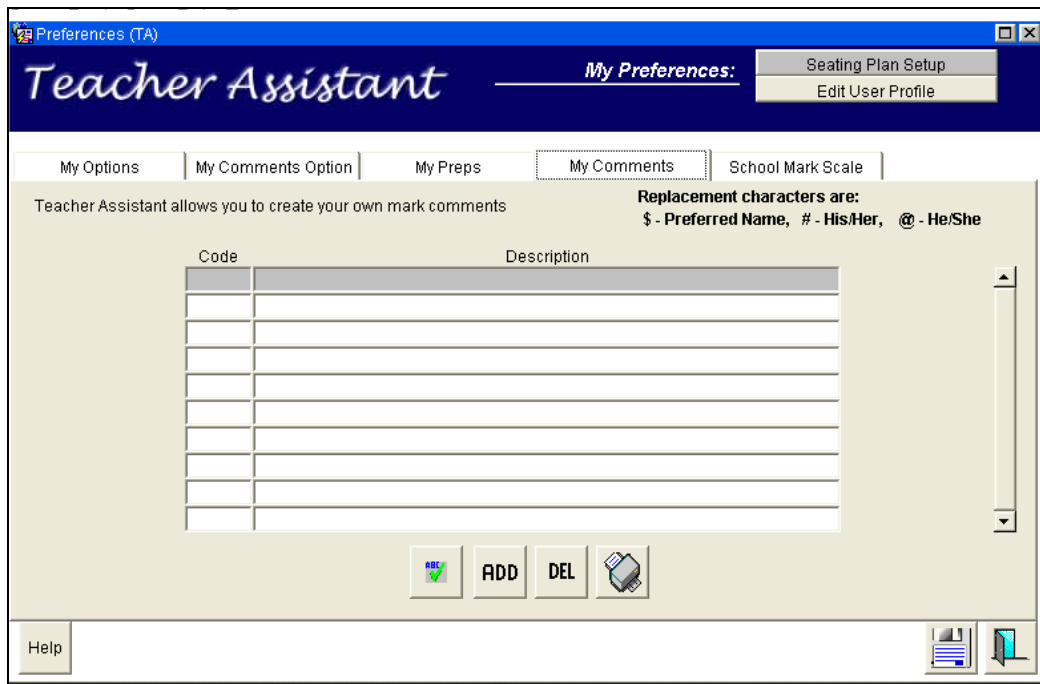 Preferences (TA)
Teacher Assistant
My Preferences:
Seating Plan Setup
Edit User Profile
My Options
My Comments Option
My Preps
My Comments
School Mark Scale
Teacher Assistant allows you to create your own mark comments
Replacement characters are:
$ - Preferred Name, # - His/Her, @ - He/She
Code
Description
ABC
ADD
DEL
Help